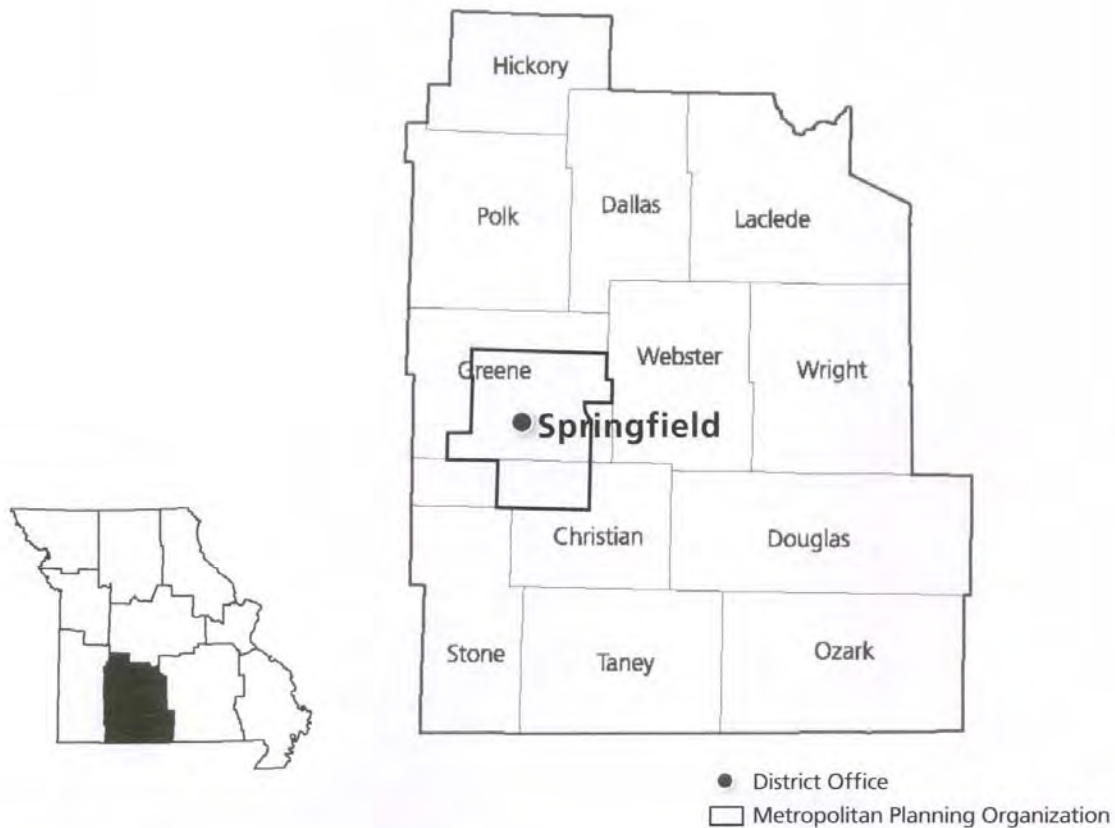 Hickory
Polk
Dallas
Laclede
Greene
Webster
Wright
Springfield
Christian
Douglas
Stone
Taney
Ozark
District Office
Metropolitan Planning Organization